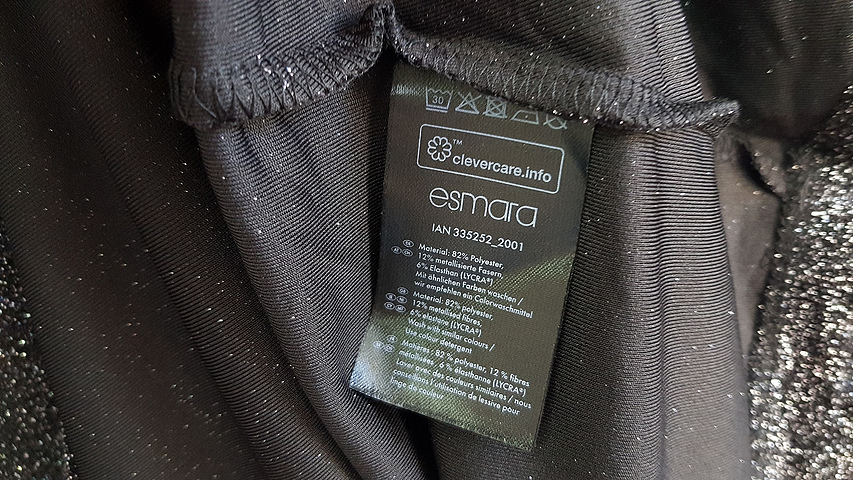 30
™
clevercare.info
esmara
IAN 335252_2001
Material: 82% Polyester,
12% metallisierte Fasern,
6% Elasthan (LYCRA®)
Mit ähnlichen Farben waschen /
wir empfehlen ein Colorwaschmittel
Material: 82% polyester,
12% metallised fibres,
6% elastane (LYCRA®)
Wash with similar colours /
Use colour detergent
Matières: 82 % polyester, 12 % fibres
métallisées, 6 % élasthanne (LYCRA®)
Laver avec des couleurs similaires / nous
conseillons l'utilisation de lessive pour
linge de couleur